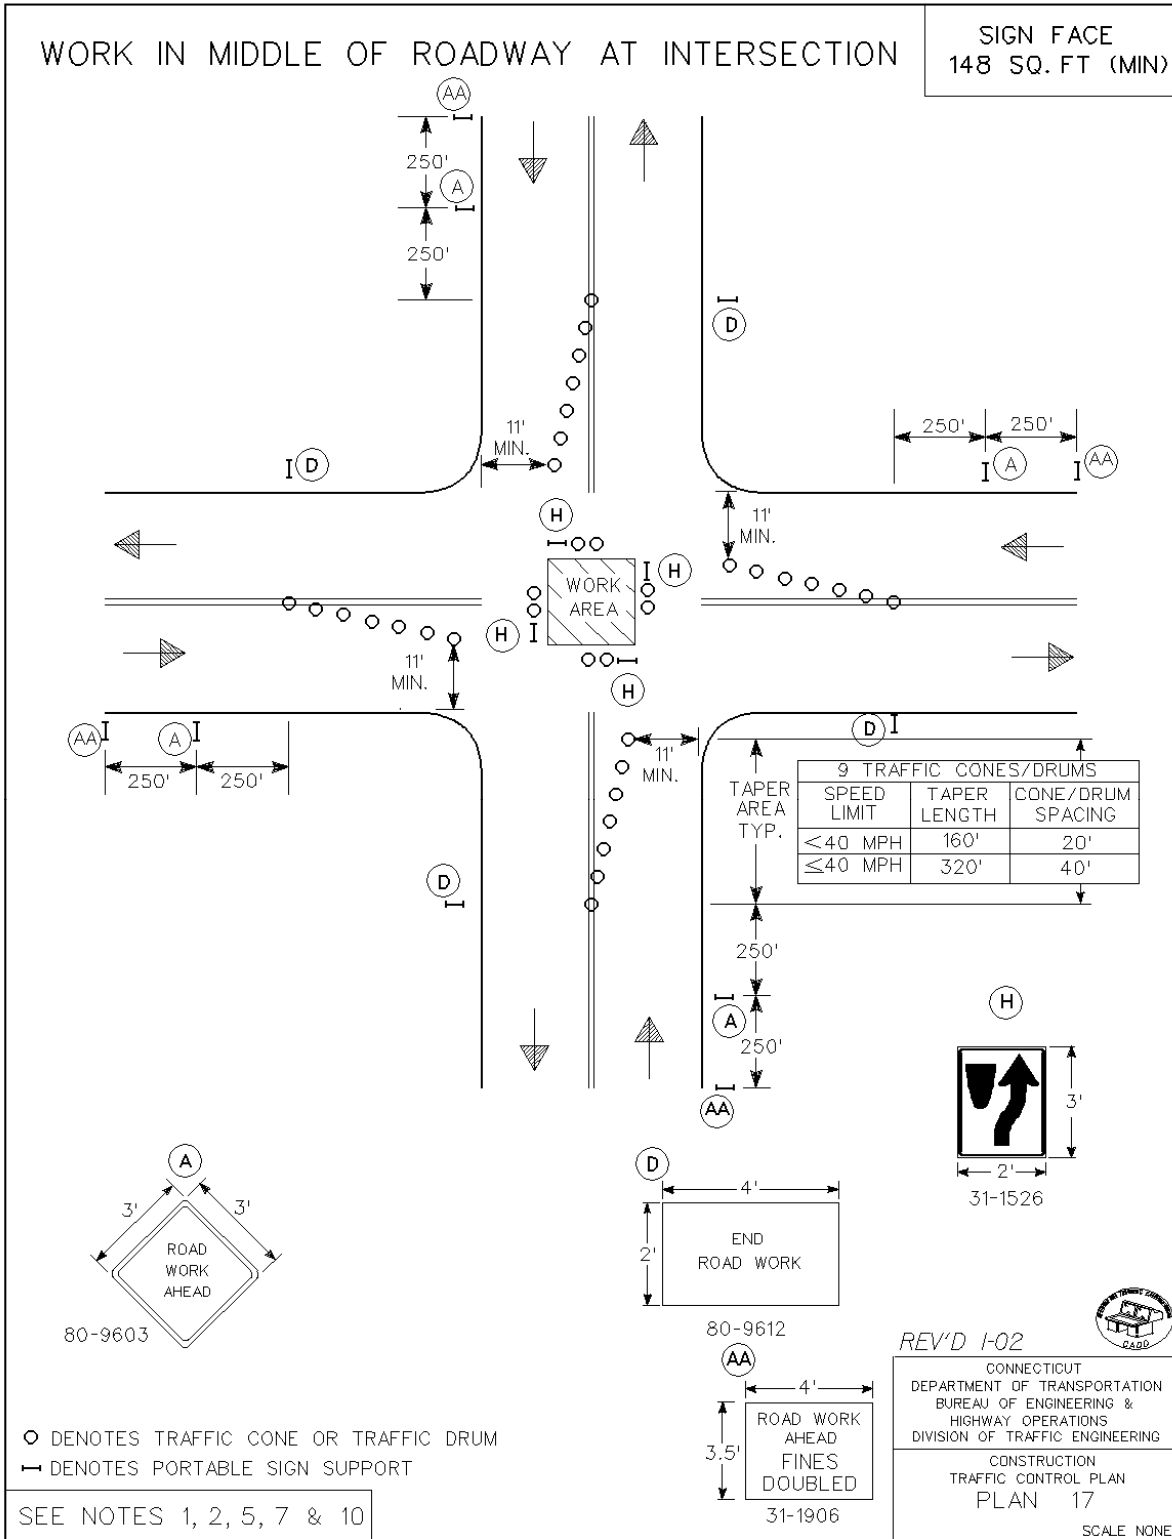 WORK IN MIDDLE OF ROADWAY AT INTERSECTION
SIGN FACE
148 SQ.FT (MIN)
AA
250'
A
250'
D
11'
MIN.
D
250'
250'
A
AA
H
11'
MIN.
WORK
AREA
H
H
11'
MIN.
H
AA
A
250'
250'
D
11'
MIN.
TAPER
AREA
TYP.
9 TRAFFIC CONES/DRUMS
SPEED LIMIT
TAPER LENGTH
CONE/DRUM SPACING
<40 MPH 160' 20'
≤40 MPH 320' 40'
D
250'
A
250'
AA
H
3'
2'
31-1526
A
3'
3'
ROAD
WORK
AHEAD
80-9603
D
4'
2'
END
ROAD WORK
80-9612
AA
4'
3.5'
ROAD WORK
AHEAD
FINES
DOUBLED
31-1906
CADD
REV'D 1-02
CONNECTICUT
DEPARTMENT OF TRANSPORTATION
BUREAU OF ENGINEERING &
HIGHWAY OPERATIONS
DIVISION OF TRAFFIC ENGINEERING
CONSTRUCTION
TRAFFIC CONTROL PLAN
PLAN 17
SCALE NONE
O DENOTES TRAFFIC CONE OR TRAFFIC DRUM
DENOTES PORTABLE SIGN SUPPORT
SEE NOTES 1, 2, 5, 7 & 10